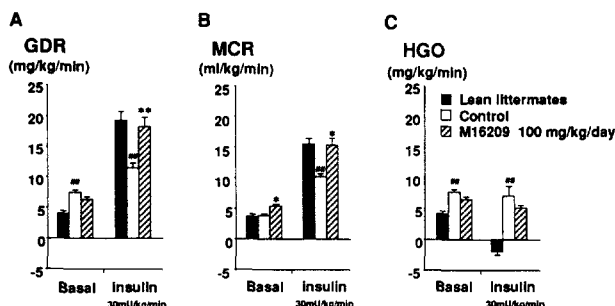 A
GDR
(mg/kg/min)
25
20
15
10
5
0
-5
##
##
**
Basal
insulin
30mU/kg/min
B
MCR
(ml/kg/min)
25
20
15
10
5
0
-5
*
##
*
Basal
Insulin
30mU/kg/min
C
HGO
(mg/kg/min)
25
20
15
10
5
0
-5
Lean littermates
Control
M16209 100 mg/kg/day
##
##
Basal
Insulin
30mU/kg/min